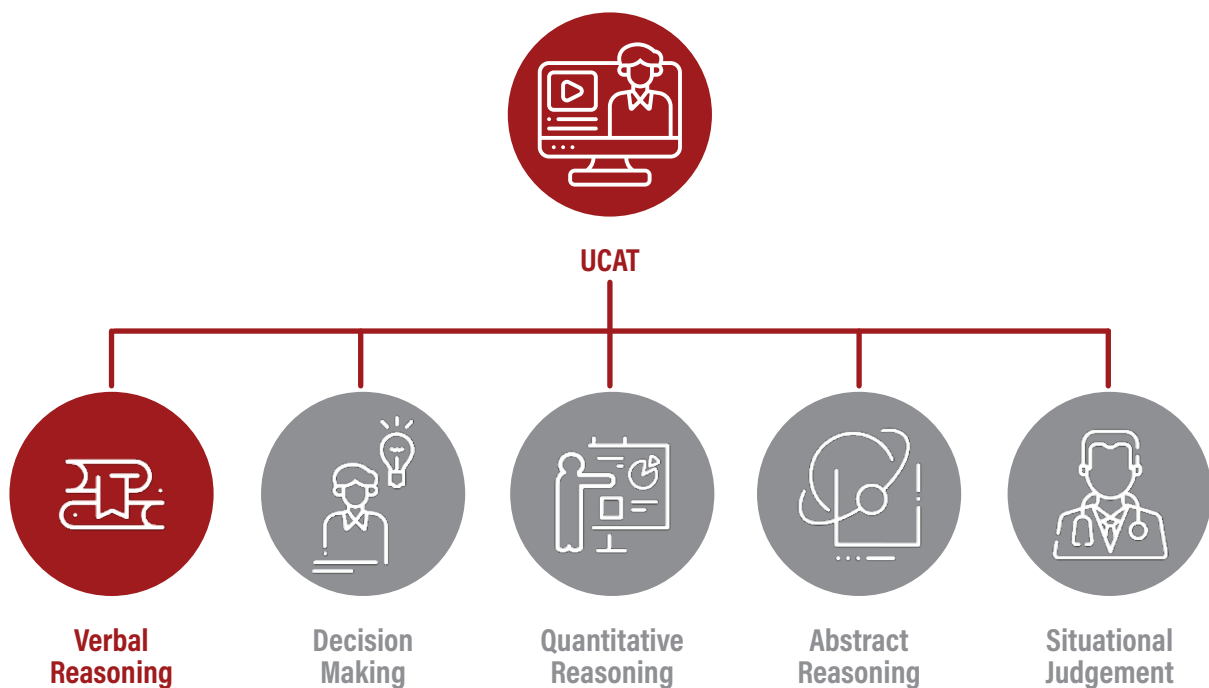 UCAT
Verbal
Reasoning
Decision
Making
Quantitative
Reasoning
Abstract
Reasoning
Situational
Judgement